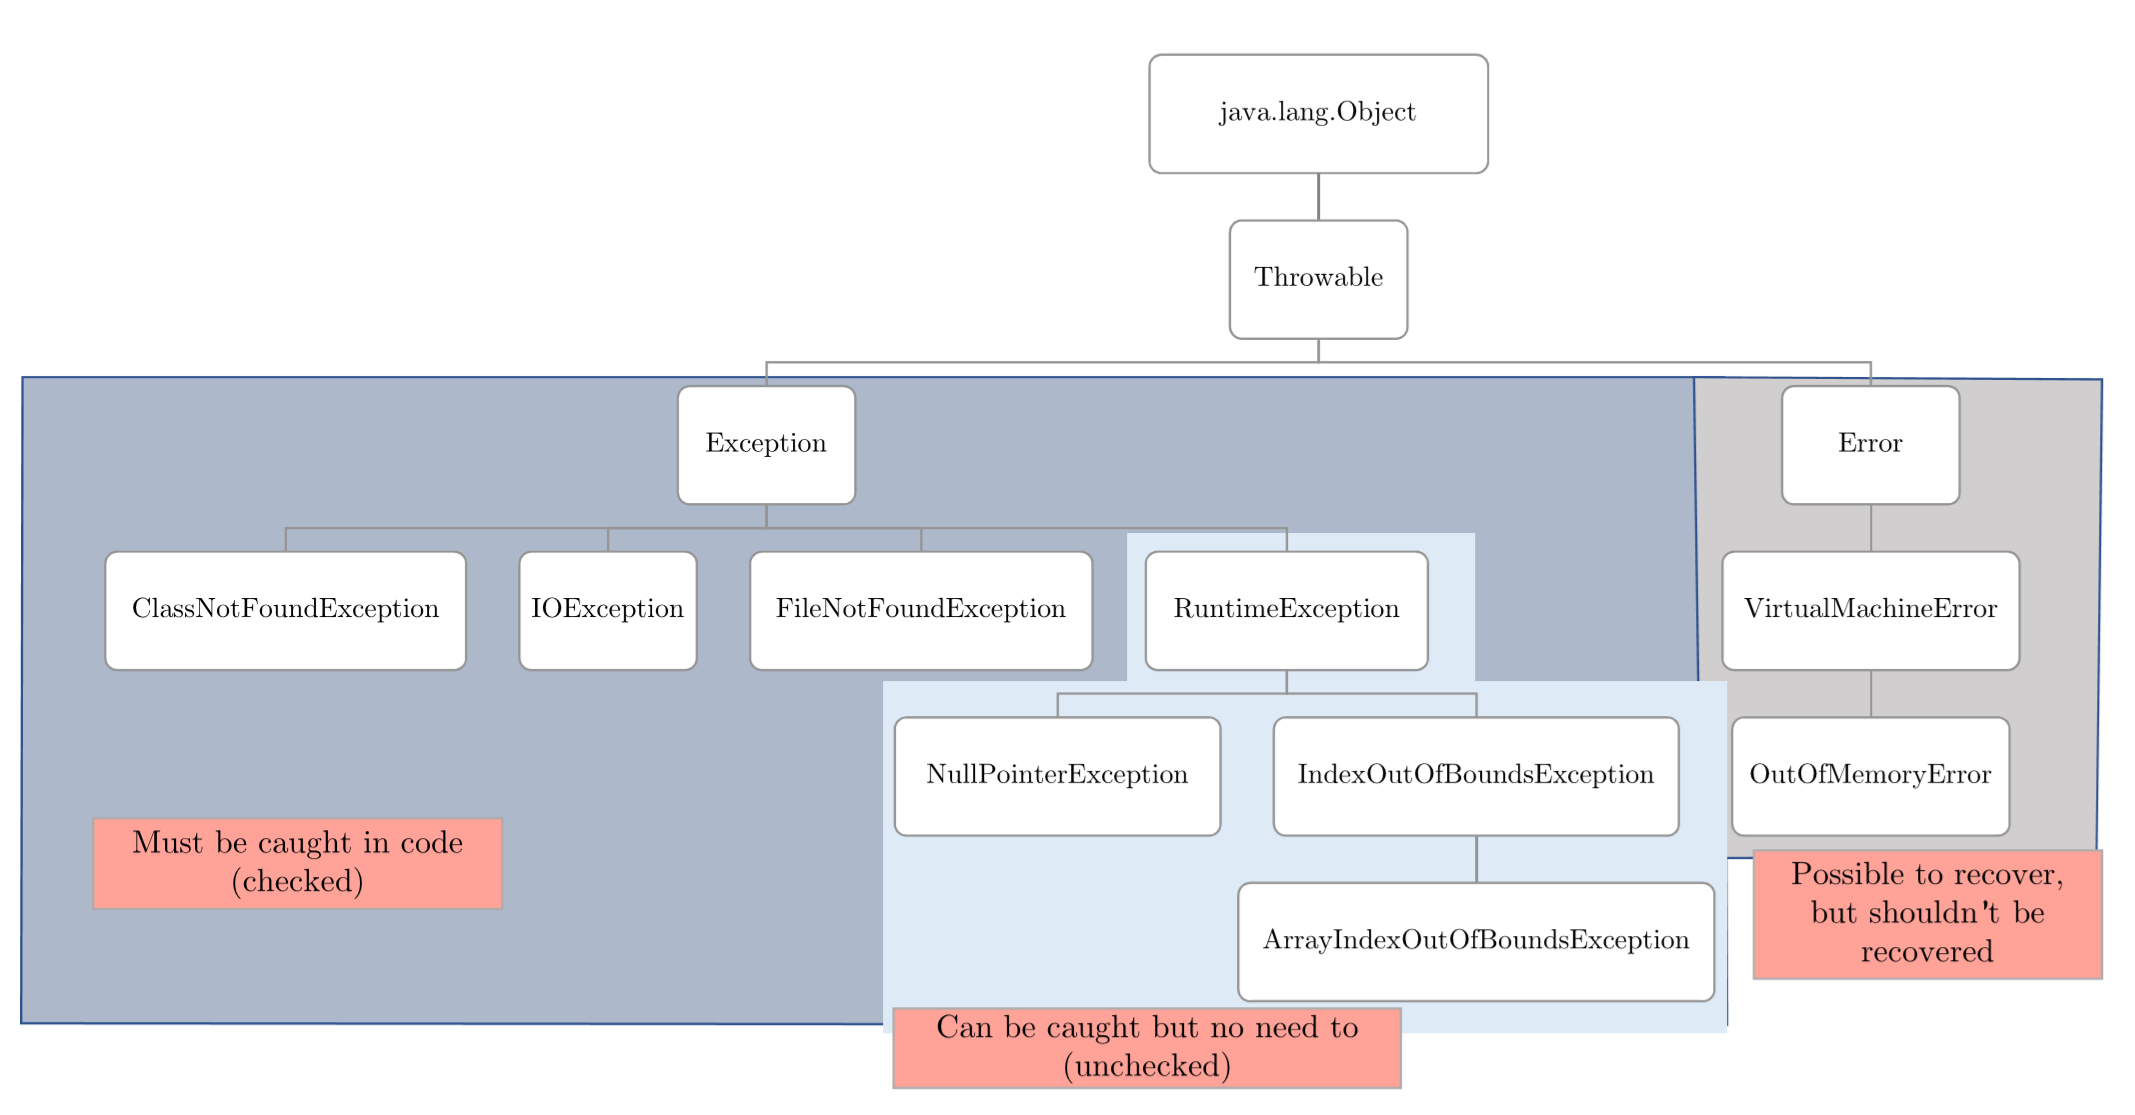 java.lang.Object
Throwable
Exception
Error
ClassNotFoundException
IOException
FileNotFoundException
RuntimeException
VirtualMachineError
NullPointerException
IndexOutOfBoundsException
OutOfMemoryError
Must be caught in code
(checked)
Possible to recover,
but shouldn't be
recovered
ArrayIndexOutOfBoundsException
Can be caught but no need to
(unchecked)